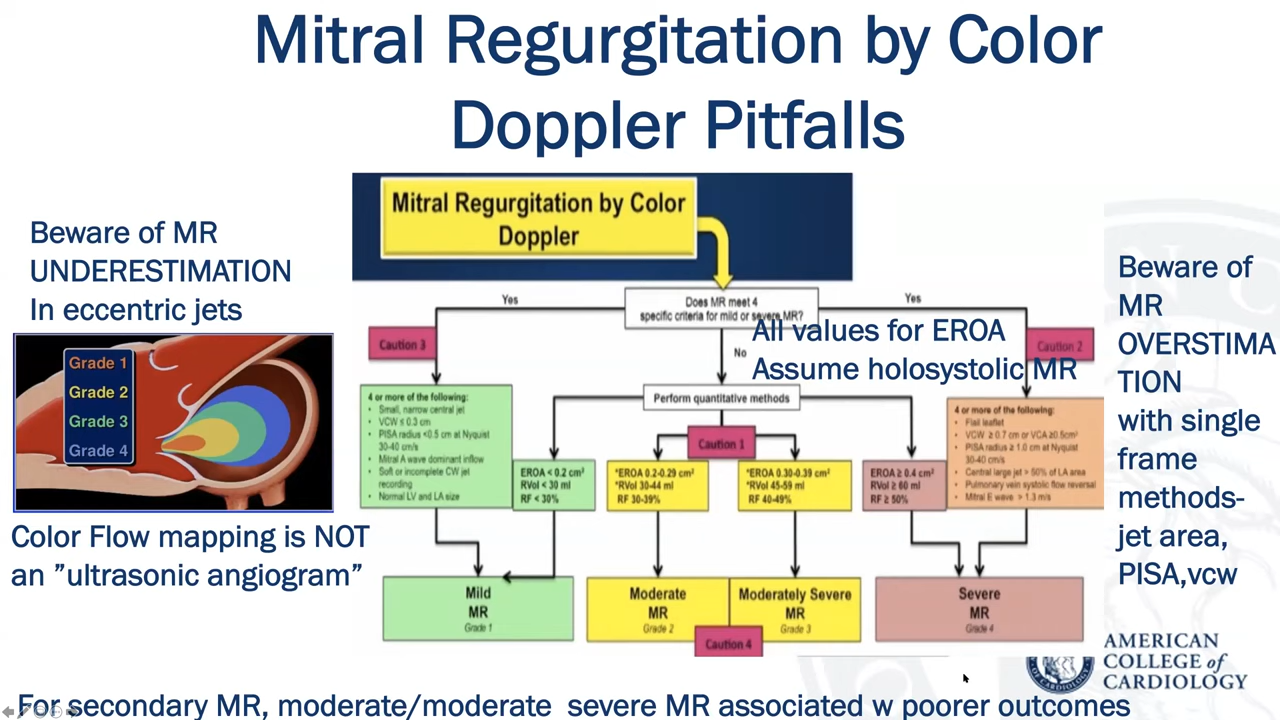 Mitral Regurgitation by Color
Doppler Pitfalls
Beware of MR
UNDERESTIMATION
In eccentric jets
Grade 1
Grade 2
Grade 3
Grade 4
Color Flow mapping is NOT
an ”ultrasonic angiogram”
Mitral Regurgitation by Color
Doppler
Does MR meet 4
specific criteria for mild or severe MR?
Yes
Yes
No
Caution 3
Caution 2
All values for EROA
Assume holosystolic MR
Perform quantitative methods
Caution 1
4 or more of the following:
• Small, narrow central jet
• VCW ≤ 0.3 cm
• PISA radius <0.5 cm at Nyquist
30-40 cm/s
• Mitral A wave dominant inflow
• Soft or incomplete CW jet
recording
• Normal LV and LA size
EROA < 0.2 cm²
RVol < 30 ml
RF < 30%
*EROA 0.2-0.29 cm²
*RVol 30-44 ml
RF 30-39%
*EROA 0.30-0.39 cm²
*RVol 45-59 ml
RF 40-49%
EROA ≥ 0.4 cm²
RVol ≥ 60 ml
RF ≥ 50%
4 or more of the following:
• Flail leaflet
• VCW ≥ 0.7 cm or VCA ≥0.5cm²
• PISA radius ≥ 1.0 cm at Nyquist
30-40 cm/s
• Central large jet > 50% of LA area
• Pulmonary vein systolic flow reversal
• Mitral E wave > 1.3 m/s
Mild
MR
Grade 1
Moderate
MR
Grade 2
Moderately Severe
MR
Grade 3
Severe
MR
Grade 4
Caution 4
Beware of
MR
OVERSTIMA
TION
with single
frame
methods-
jet area,
PISA,vcw
AMERICAN
COLLEGE of
CARDIOLOGY
For secondary MR, moderate/moderate severe MR associated w poorer outcomes